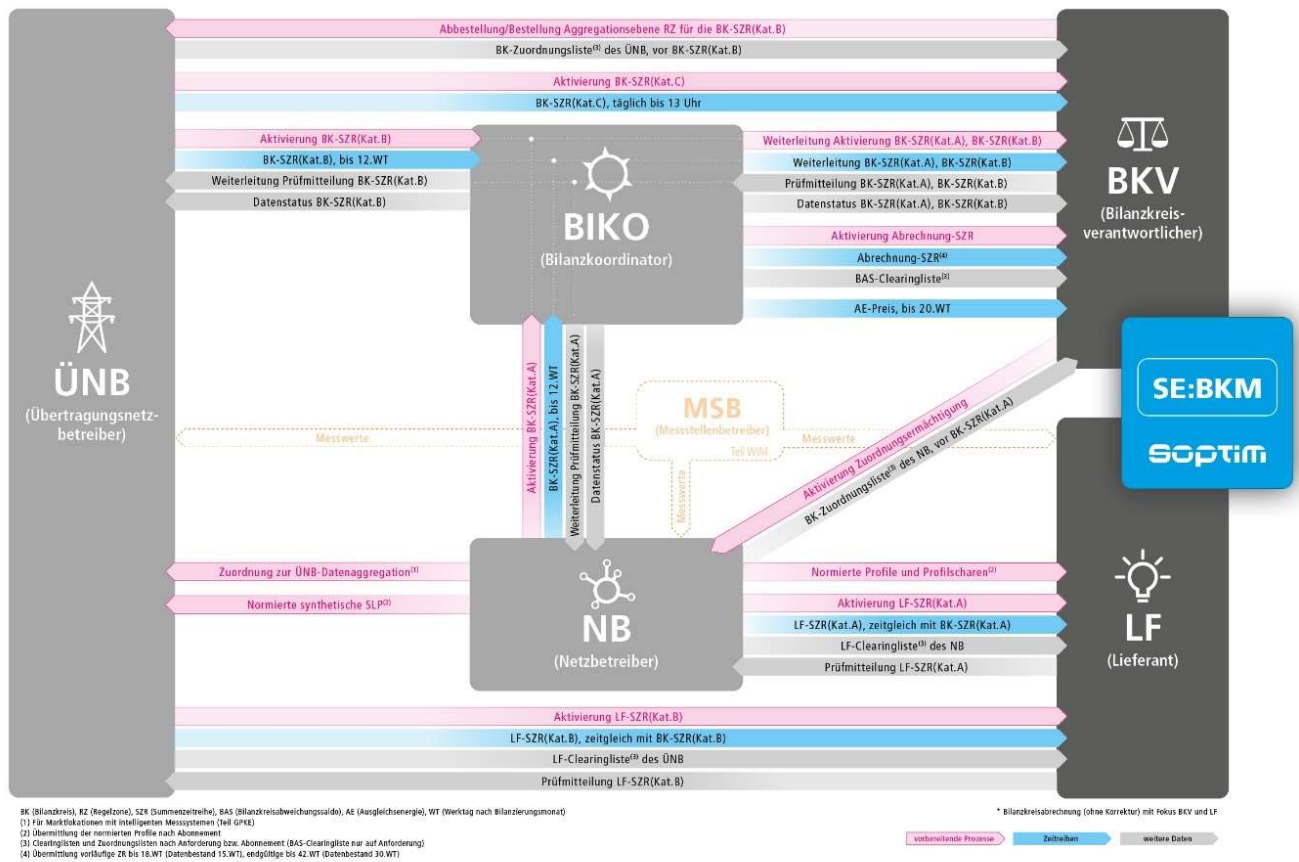 Abbestellung/Bestellung Aggregationsebene RZ für die BK-SZR(Kat.B)
BK-Zuordnungsliste(3) des ÜNB, vor BK-SZR(Kat.B)
Aktivierung BK-SZR(Kat.C)
BK-SZR(Kat.C), täglich bis 13 Uhr
Aktivierung BK-SZR(Kat.B)
BK-SZR(Kat.B), bis 12.WT
Weiterleitung Prüfmitteilung BK-SZR(Kat.B)
Datenstatus BK-SZR(Kat.B)
BIKO
(Bilanzkoordinator)
Weiterleitung Aktivierung BK-SZR(Kat.A), BK-SZR(Kat.B)
Weiterleitung BK-SZR(Kat.A), BK-SZR(Kat.B)
Prüfmitteilung BK-SZR(Kat.A), BK-SZR(Kat.B)
Datenstatus BK-SZR(Kat.A), BK-SZR(Kat.B)
Aktivierung Abrechnung-SZR
Abrechnung-SZR(4)
BAS-Clearingliste(3)
AE-Preis, bis 20.WT
BKV
(Bilanzkreis-
verantwortlicher)
ÜNB
(Übertragungsnetz-
betreiber)
Aktivierung BK-SZR(Kat.A)
BK-SZR(Kat.A), bis 12.WT
Weiterleitung Prüfmitteilung BK-SZR(Kat.A)
Datenstatus BK-SZR(Kat.A)
MSB
(Messstellenbetreiber)
Teil WiM
Messwerte
Messwerte
Messwerte
Aktivierung Zuordnungsermächtigung
BK-Zuordnungsliste(3) des NB, vor BK-SZR(Kat.A)
SE:BKM
SOPTIM
Zuordnung zur ÜNB-Datenaggregation(1)
Normierte synthetische SLP(2)
NB
(Netzbetreiber)
Normierte Profile und Profilscharen(2)
Aktivierung LF-SZR(Kat.A)
LF-SZR(Kat.A), zeitgleich mit BK-SZR(Kat.A)
LF-Clearingliste(3) des NB
Prüfmitteilung LF-SZR(Kat.A)
LF
(Lieferant)
Aktivierung LF-SZR(Kat.B)
LF-SZR(Kat.B), zeitgleich mit BK-SZR(Kat.B)
LF-Clearingliste(3) des ÜNB
Prüfmitteilung LF-SZR(Kat.B)
BK (Bilanzkreis), RZ (Regelzone), SZR (Summenzeitreihe), BAS (Bilanzkreisabweichungssaldo), AE (Ausgleichsenergie), WT (Werktag nach Bilanzierungsmonat)
(1) Für Marktlokationen mit intelligenten Messsystemen (Teil GPKE)
(2) Übermittlung der normierten Profile nach Abonnement
(3) Clearinglisten und Zuordnungslisten nach Anforderung bzw. Abonnement (BAS-Clearingliste nur auf Anforderung)
(4) Übermittlung vorläufige ZR bis 18.WT (Datenbestand 15.WT), endgültige bis 42.WT (Datenbestand 30.WT)
* Bilanzkreisabrechnung (ohne Korrektur) mit Fokus BKV und LF
vorbereitende Prozesse
Zeitreihen
weitere Daten